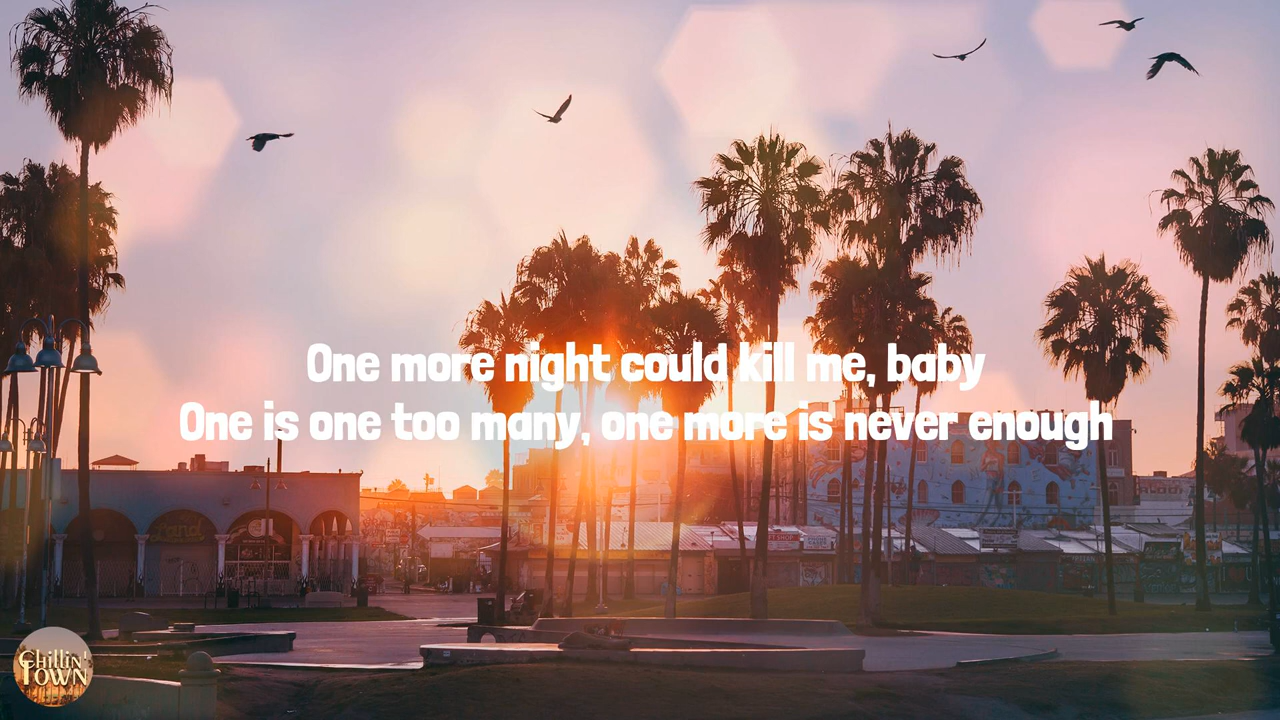 One more night could kill me, baby
One is one too many, one more is never enough
Chillin'
Town